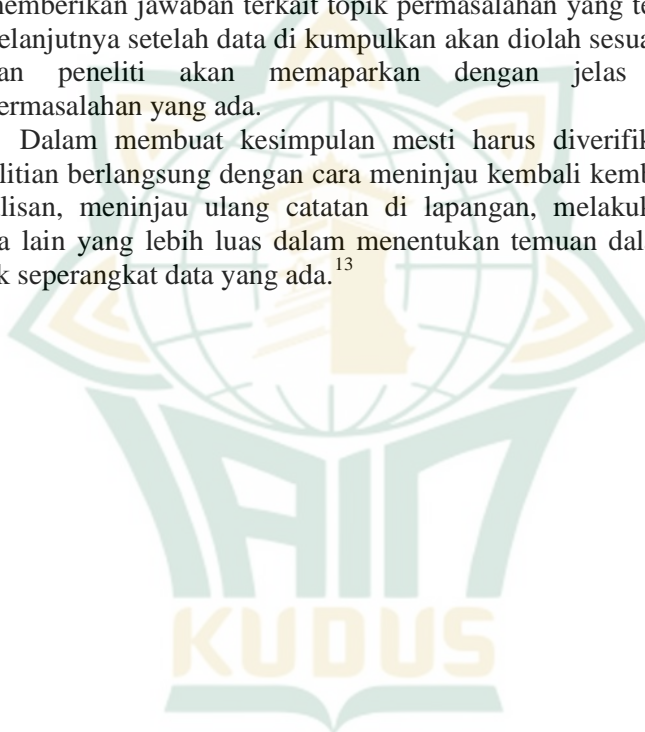 memberikan jawaban terkait topik permasalahan yang te
elanjutnya setelah data di kumpulkan akan diolah sesua
an peneliti akan memaparkan dengan jelas
ermasalahan yang ada.
Dalam membuat kesimpulan mesti harus diverifik
litian berlangsung dengan cara meninjau kembali kemb
lisan, meninjau ulang catatan di lapangan, melakuk
a lain yang lebih luas dalam menentukan temuan dal
k seperangkat data yang ada.13
IAIN
KUDUS